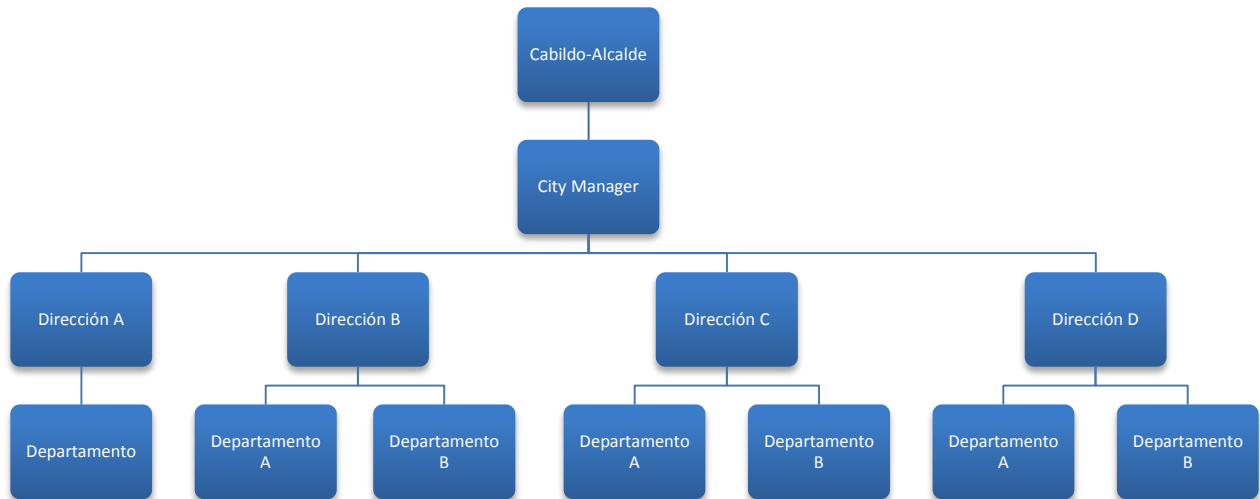 Cabildo-Alcalde
City Manager
Dirección A
Dirección B
Dirección C
Dirección D
Departamento
Departamento
A
Departamento
B
Departamento
A
Departamento
B
Departamento
A
Departamento
B